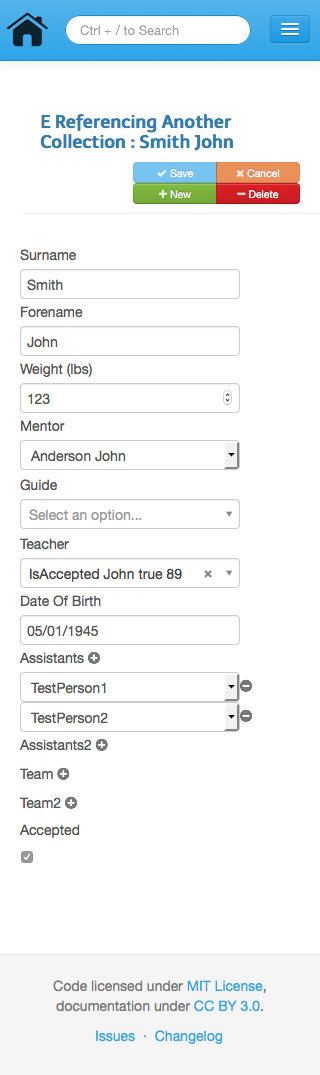 Ctrl + / to Search
E Referencing Another
Collection : Smith John
Save Cancel
New Delete
Surname
Smith
Forename
John
Weight (lbs)
123
Mentor
Anderson John
Guide
Select an option...
Teacher
IsAccepted John true 89
Date Of Birth
05/01/1945
Assistants
TestPerson1
TestPerson2
Assistants2
Team
Team2
Accepted
Code licensed under MIT License,
documentation under CC BY 3.0.
Issues · Changelog